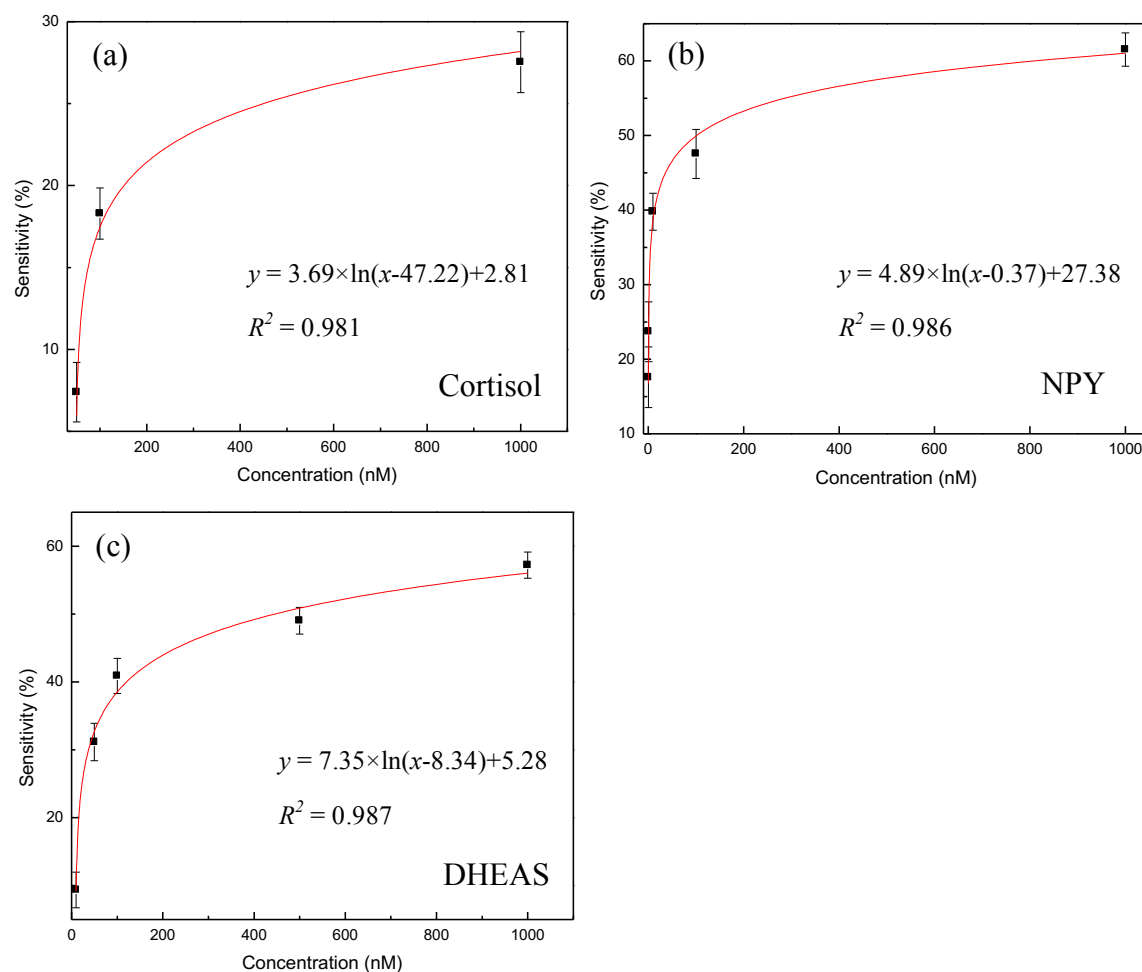 (a)
30
20
10
Sensitivity (%)
y = 3.69×ln(x-47.22)+2.81
R² = 0.981
Cortisol
200 400 600 800 1000
Concentration (nM)
(b)
60
50
40
30
20
10
Sensitivity (%)
y = 4.89×ln(x-0.37)+27.38
R² = 0.986
NPY
0 200 400 600 800 1000
Concentration (nM)
(c)
60
40
20
Sensitivity (%)
y = 7.35×ln(x-8.34)+5.28
R² = 0.987
DHEAS
0 200 400 600 800 1000
Concentration (nM)